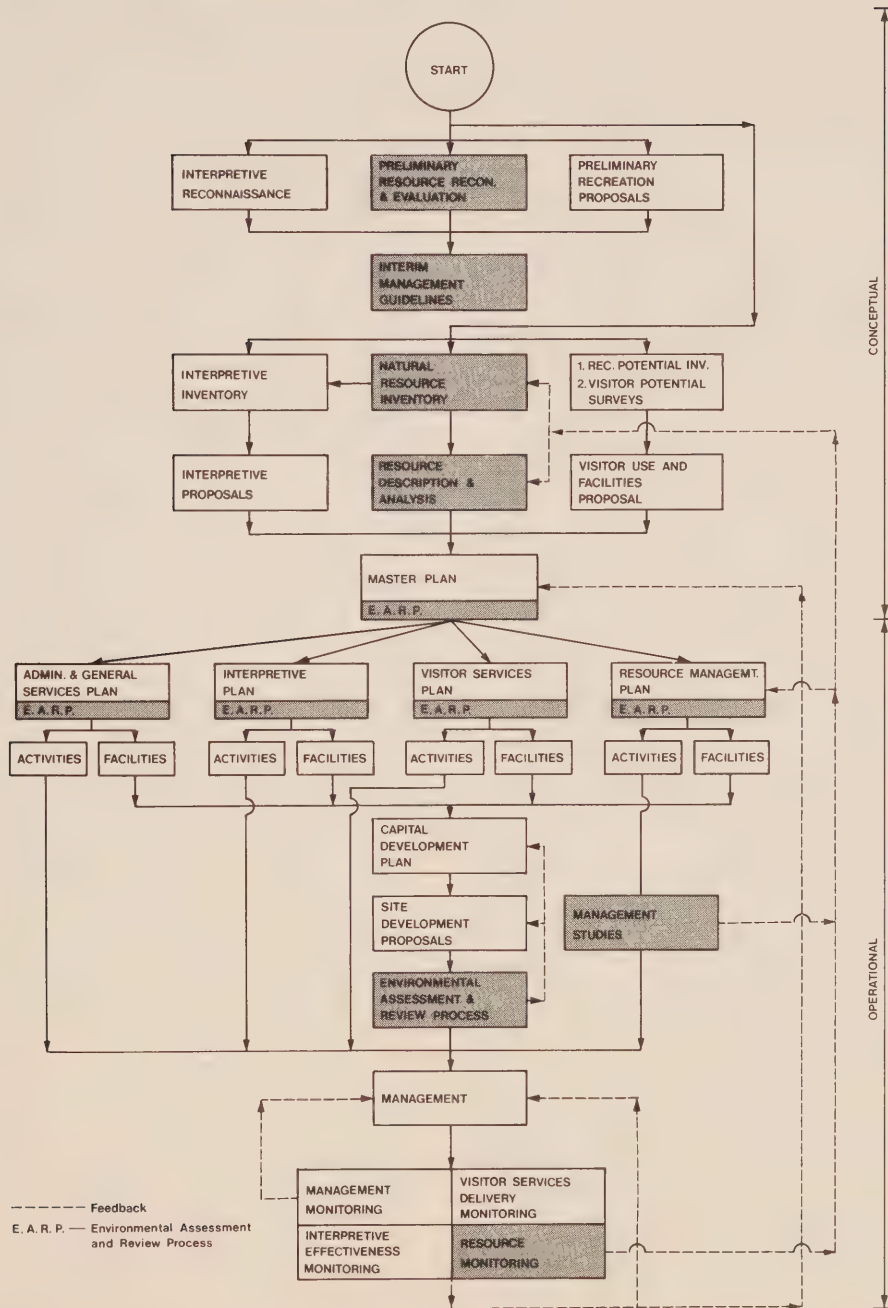 START
INTERPRETIVE
RECONNAISSANCE
PRELIMINARY
RESOURCE RECON.
& EVALUATION
PRELIMINARY
RECREATION
PROPOSALS
INTERIM
MANAGEMENT
GUIDELINES
INTERPRETIVE
INVENTORY
NATURAL
RESOURCE
INVENTORY
1. REC. POTENTIAL INV.
2. VISITOR POTENTIAL
SURVEYS
INTERPRETIVE
PROPOSALS
RESOURCE
DESCRIPTION &
ANALYSIS
VISITOR USE AND
FACILITIES
PROPOSAL
MASTER PLAN
E.A.R.P.
CONCEPTUAL
ADMIN. & GENERAL
SERVICES PLAN
E.A.R.P.
INTERPRETIVE
PLAN
E.A.R.P.
VISITOR SERVICES
PLAN
E.A.R.P.
RESOURCE MANAGEMT.
PLAN
E.A.R.P.
ACTIVITIES
FACILITIES
ACTIVITIES
FACILITIES
ACTIVITIES
FACILITIES
ACTIVITIES
FACILITIES
CAPITAL
DEVELOPMENT
PLAN
SITE
DEVELOPMENT
PROPOSALS
MANAGEMENT
STUDIES
ENVIRONMENTAL
ASSESSMENT &
REVIEW PROCESS
OPERATIONAL
MANAGEMENT
MANAGEMENT
MONITORING
VISITOR SERVICES
DELIVERY
MONITORING
INTERPRETIVE
EFFECTIVENESS
MONITORING
RESOURCE
MONITORING
Feedback
E.A.R.P. — Environmental Assessment
and Review Process